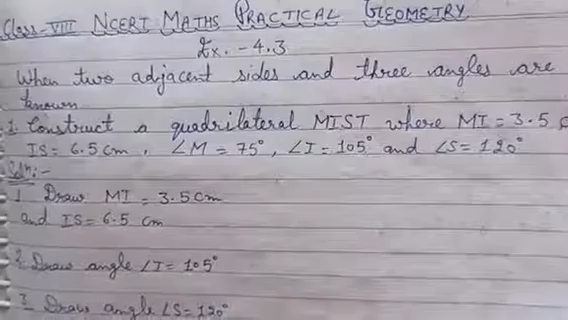 Class-VIII NCERT MATHS PRACTICAL GEOMETRY
Ex. - 4.3
When two adjacent sides and three angles are
known
1. Construct a quadrilateral MIST where MI = 3.5 c
IS = 6.5 cm, ∠M = 75°, ∠I = 105° and ∠S = 120°
Soln:-
1. Draw MI = 3.5 cm
and IS = 6.5 cm
2. Draw angle ∠I = 105°
3. Draw angle ∠S = 120°